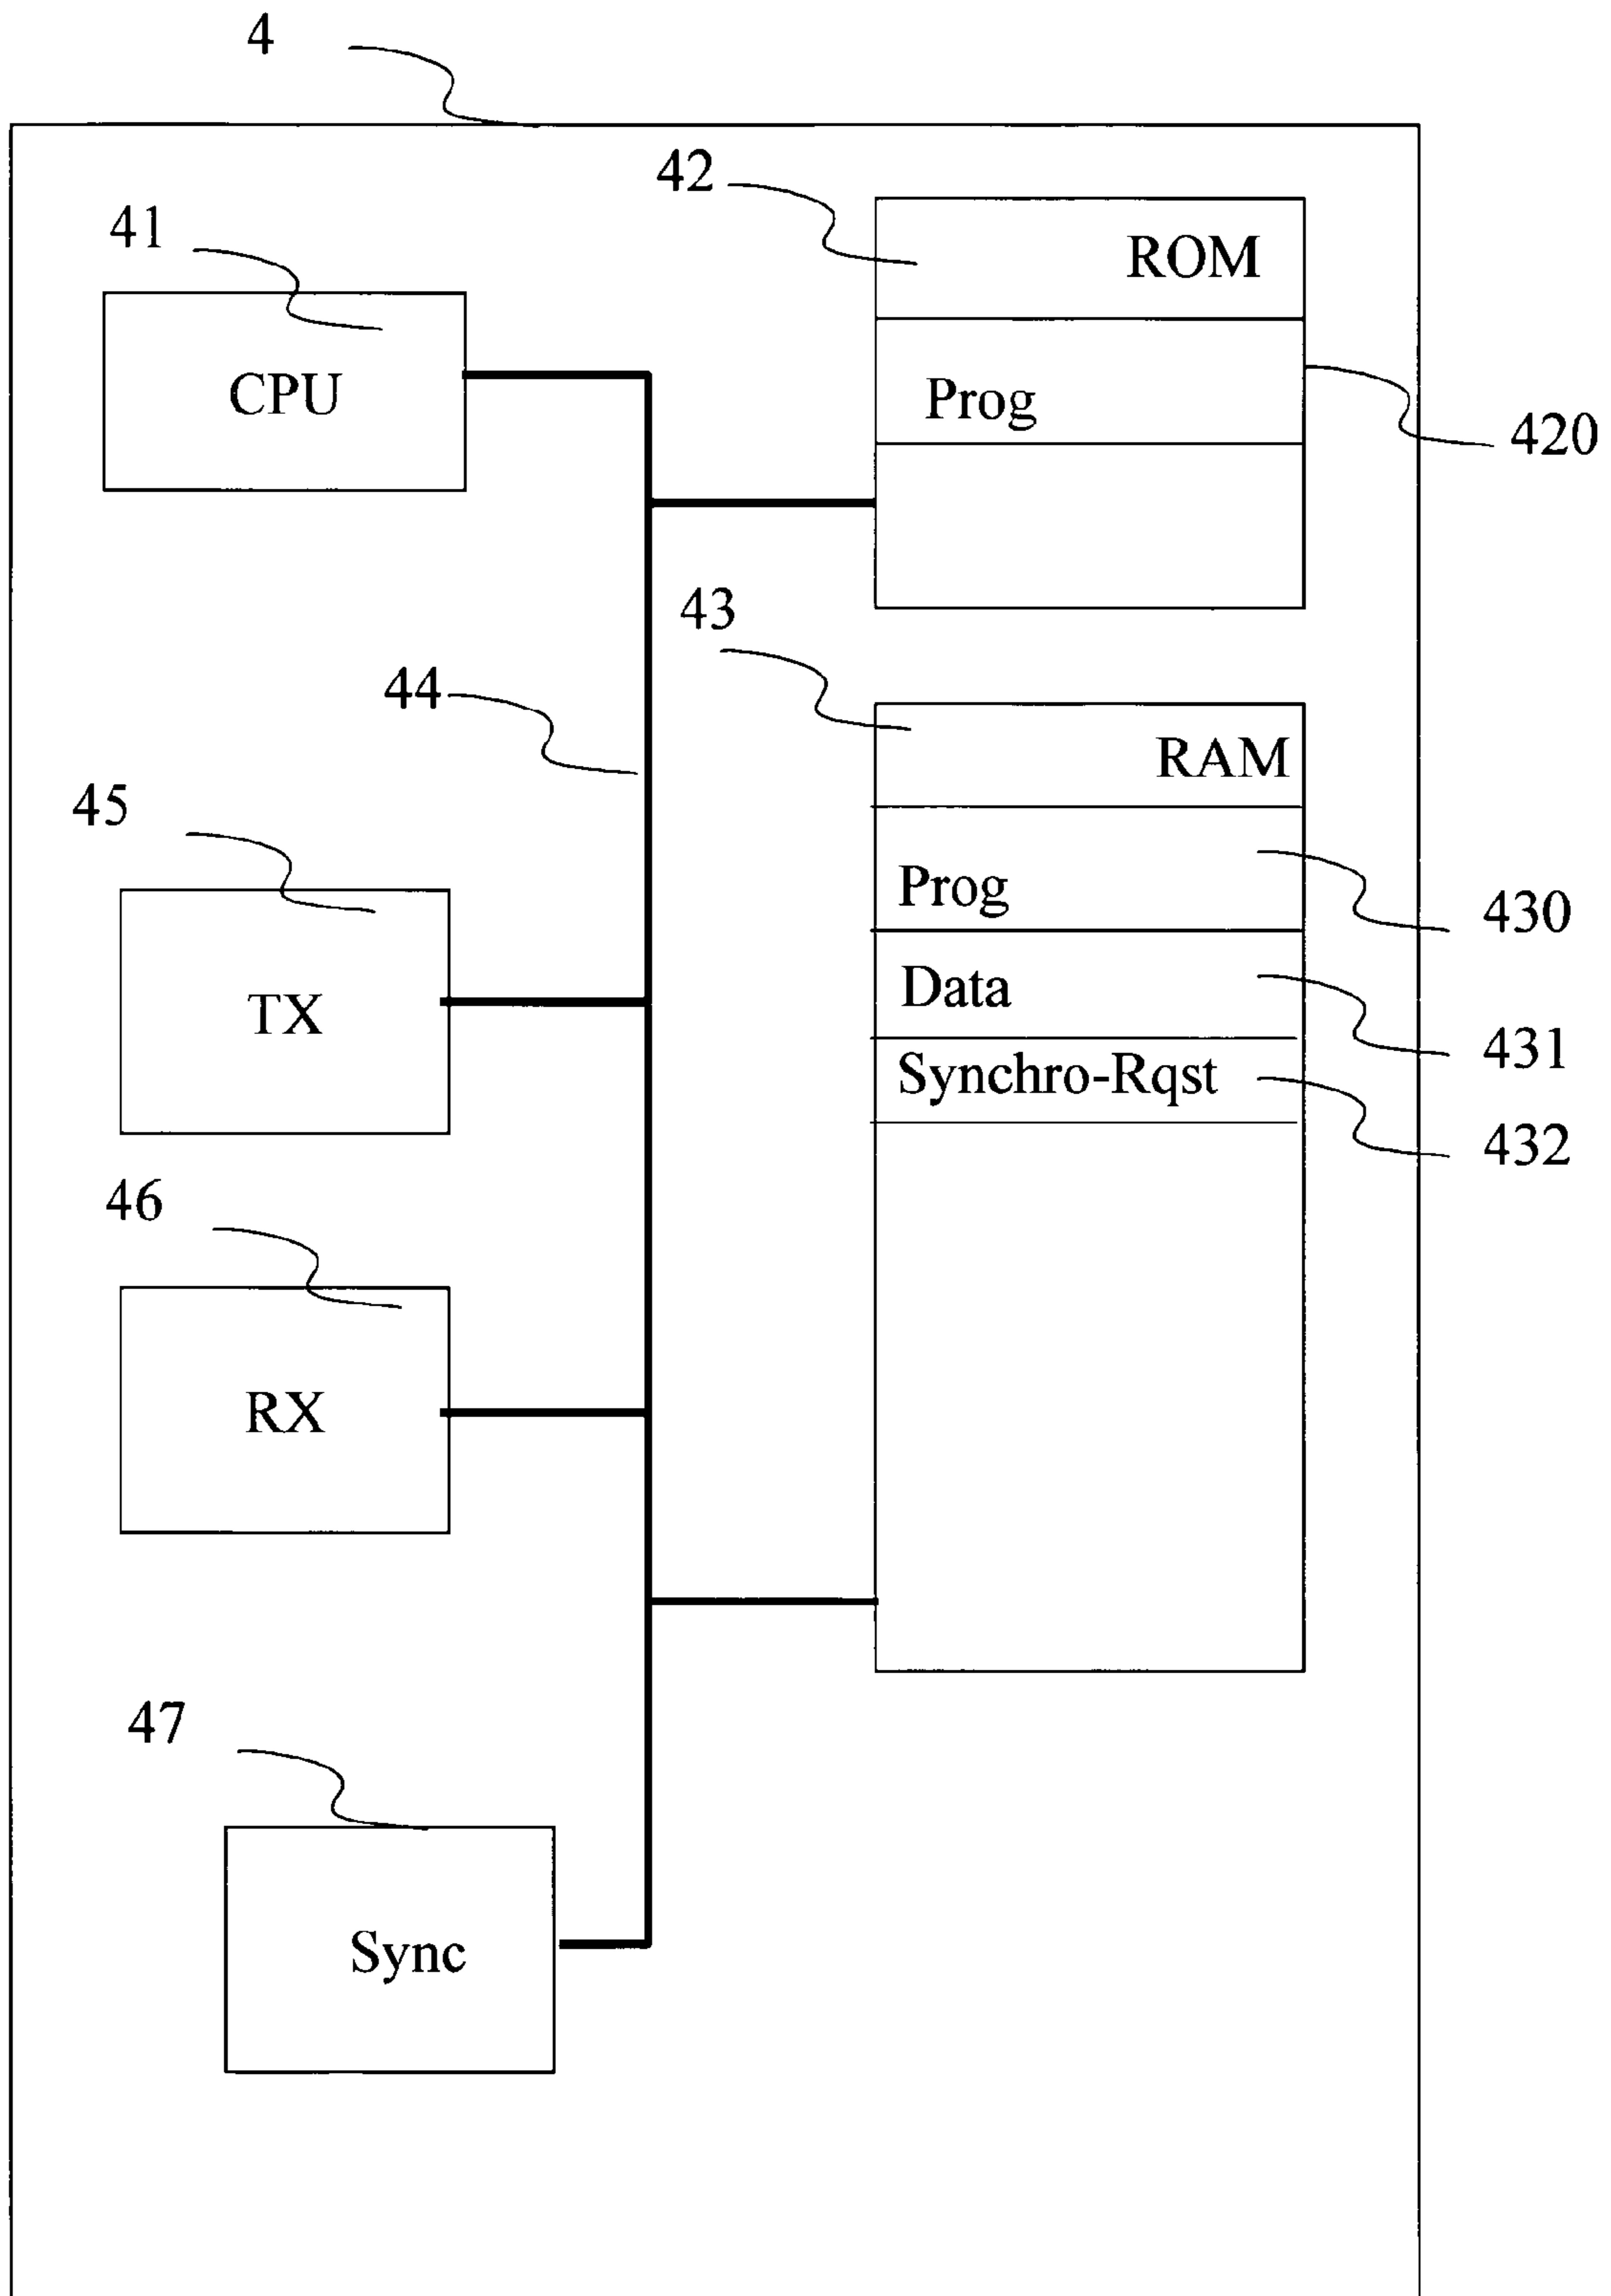 4
42
ROM
41
CPU
Prog
420
43
44
RAM
45
Prog
430
TX
Data
431
Synchro-Rqst
432
46
RX
47
Sync